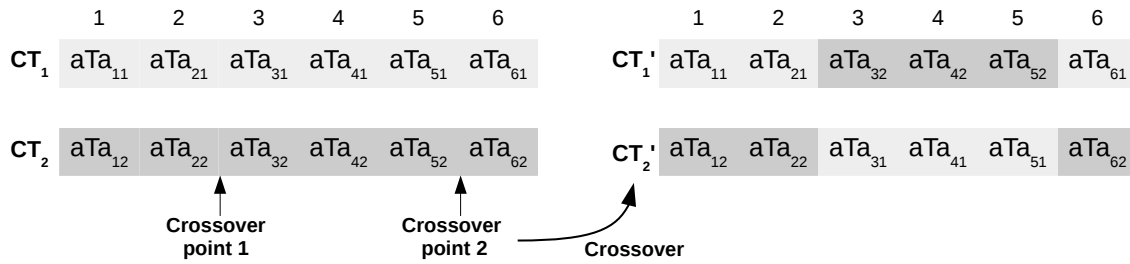 1 2 3 4 5 6 1 2 3 4 5 6
CT1 aTa11 aTa21 aTa31 aTa41 aTa51 aTa61 CT1' aTa11 aTa21 aTa32 aTa42 aTa52 aTa61
CT2 aTa12 aTa22 aTa32 aTa42 aTa52 aTa62 CT2' aTa12 aTa22 aTa31 aTa41 aTa51 aTa62
Crossover
point 1
Crossover
point 2
Crossover